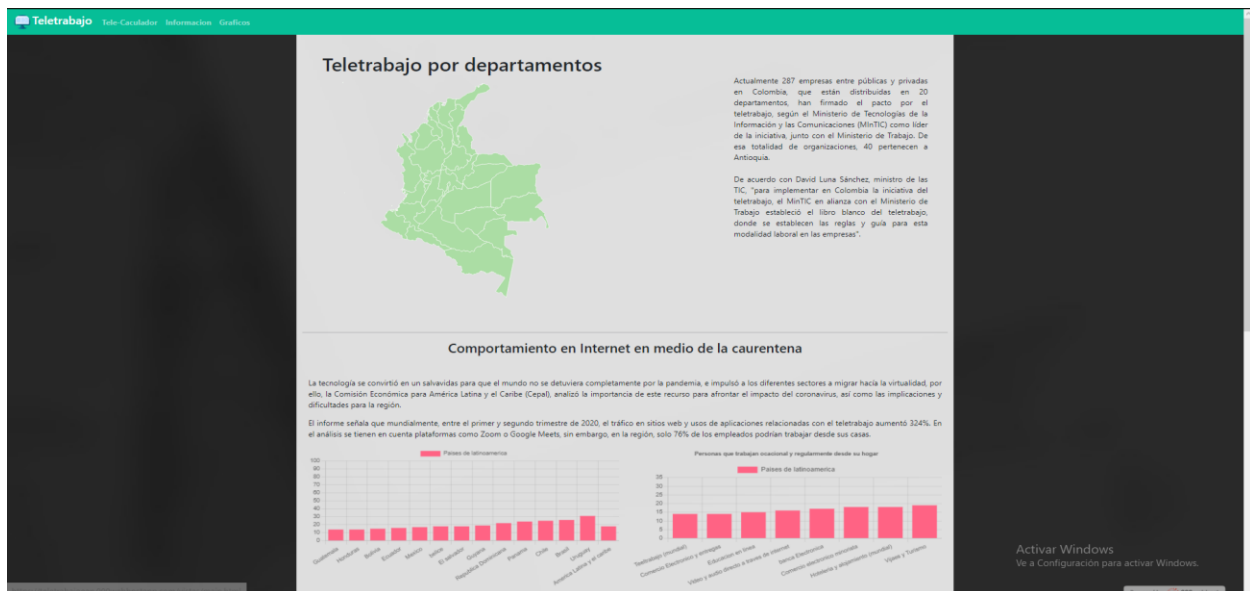 Teletrabajo Tele-Caculador Informacion Graficos
Teletrabajo por departamentos
Actualmente 287 empresas entre públicas y privadas
en Colombia, que están distribuidas en 20
departamentos, han firmado el pacto por el
teletrabajo, según el Ministerio de Tecnologías de la
Información y las Comunicaciones (MinTIC) como líder
de la iniciativa, junto con el Ministerio de Trabajo. De
esa totalidad de organizaciones, 40 pertenecen a
Antioquia.
De acuerdo con David Luna Sánchez, ministro de las
TIC, "para implementar en Colombia la iniciativa del
teletrabajo, el MinTIC en alianza con el Ministerio de
Trabajo estableció el libro blanco del teletrabajo,
donde se establecen las reglas y guía para esta
modalidad laboral en las empresas".
Comportamiento en Internet en medio de la caurentena
La tecnología se convirtió en un salvavidas para que el mundo no se detuviera completamente por la pandemia, e impulsó a los diferentes sectores a migrar hacía la virtualidad, por
ello, la Comisión Económica para América Latina y el Caribe (Cepal), analizó la importancia de este recurso para afrontar el impacto del coronavirus, así como las implicaciones y
dificultades para la región.
El informe señala que mundialmente, entre el primer y segundo trimestre de 2020, el tráfico en sitios web y usos de aplicaciones relacionadas con el teletrabajo aumentó 324%. En
el análisis se tienen en cuenta plataformas como Zoom o Google Meets, sin embargo, en la región, solo 76% de los empleados podrían trabajar desde sus casas.
Países de latinoamerica
100
90
80
70
60
50
40
30
20
10
0
Guatemala
Honduras
Bolivia
Ecuador
Mexico
belice
El salvador
Guyana
Republica Dominicana
Panama
Chile
Brasil
Uruguay
America Latina y el caribe
Personas que trabajan ocasional y regularmente desde su hogar
Países de latinoamerica
35
30
25
20
15
10
5
0
Teletrabajo (mundial)
Comercio Electronico y entregas
Educacion en linea
Video y audio directo a traves de internet
banca Electronica
Comercio electronico minorista
Hoteleria y alojamiento (mundial)
Viajes y Turismo
Activar Windows
Ve a Configuración para activar Windows.